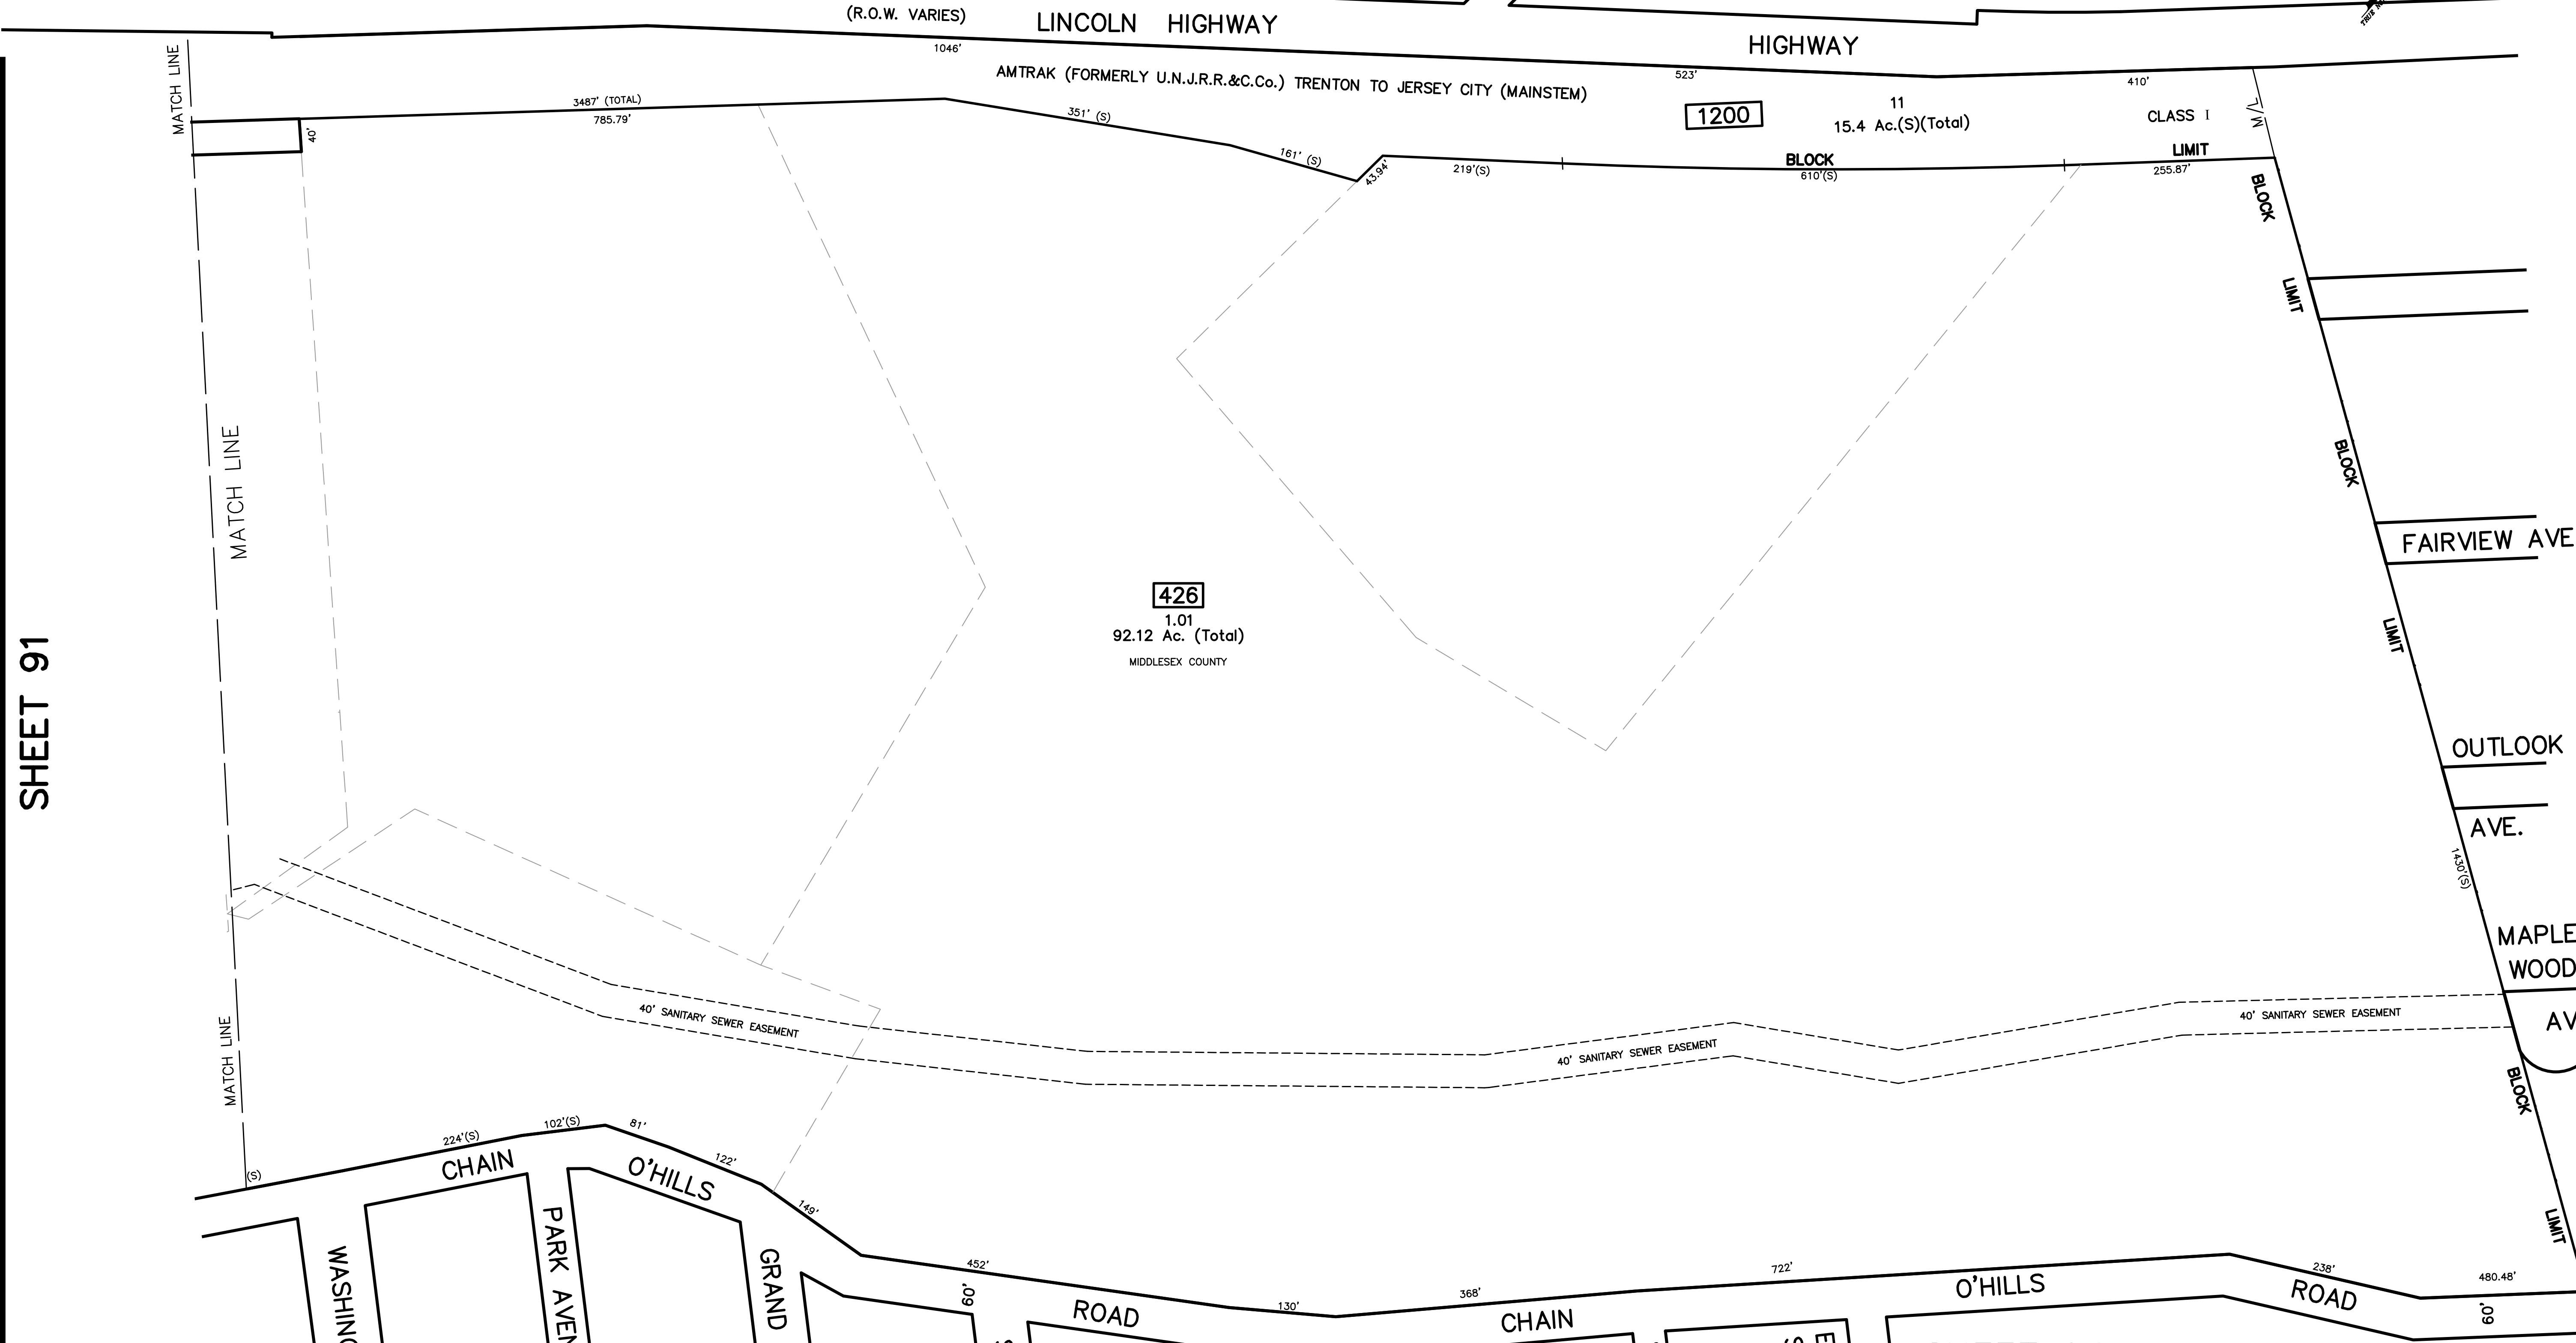 (R.O.W. VARIES)
LINCOLN HIGHWAY
HIGHWAY
TRUE
MATCH LINE
1046'
AMTRAK (FORMERLY U.N.J.R.R.&C.Co.) TRENTON TO JERSEY CITY (MAINSTEM)
523'
410'
3487' (TOTAL)
785.79'
40'
351' (S)
161' (S)
43.94'
1200
11
15.4 Ac.(S)(Total)
CLASS I
M/L
219'(S)
BLOCK
610'(S)
LIMIT
255.87'
BLOCK
LIMIT
MATCH LINE
BLOCK
FAIRVIEW AVE
426
1.01
92.12 Ac. (Total)
MIDDLESEX COUNTY
LIMIT
SHEET 91
OUTLOOK
AVE.
1430'(S)
MAPLE
WOOD
AV
40' SANITARY SEWER EASEMENT
40' SANITARY SEWER EASEMENT
40' SANITARY SEWER EASEMENT
MATCH LINE
BLOCK
LIMIT
(S)
224'(S)
102'(S)
81'
122'
149'
CHAIN
O'HILLS
WASHING
PARK AVEN
GRAND
452'
60'
ROAD
130'
368'
CHAIN
722'
O'HILLS
238'
ROAD
480.48'
60'